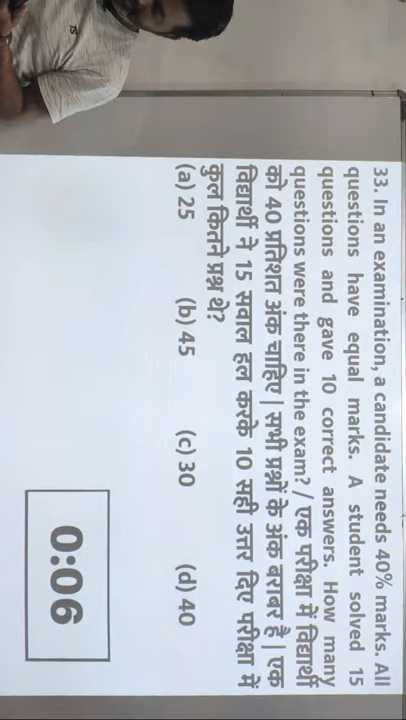 33. In an examination, a candidate needs 40% marks. All
questions have equal marks. A student solved 15
questions and gave 10 correct answers. How many
questions were there in the exam? / एक परीक्षा में विद्यार्थी
को 40 प्रतिशत अंक चाहिए | सभी प्रश्नों के अंक बराबर है | एक
विद्यार्थी ने 15 सवाल हल करके 10 सही उत्तर दिए परीक्षा में
कुल कितने प्रश्न थे?
(a) 25 (b) 45 (c) 30 (d) 40
0:06